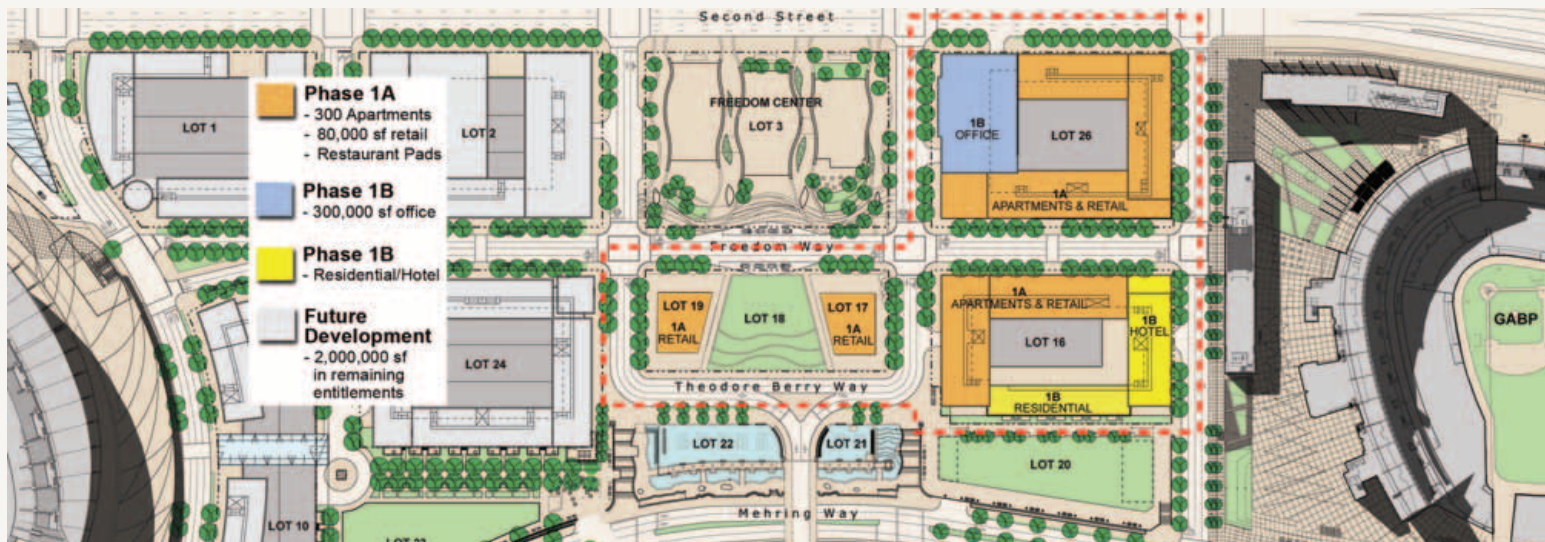 Second Street
Phase 1A
- 300 Apartments
- 80,000 sf retail
- Restaurant Pads
Phase 1B
- 300,000 sf office
Phase 1B
- Residential/Hotel
Future
Development
- 2,000,000 sf
in remaining
entitlements
LOT 1
LOT 2
FREEDOM CENTER
LOT 3
1B
OFFICE
LOT 26
1A
APARTMENTS & RETAIL
Freedom Way
LOT 19
1A
RETAIL
LOT 18
LOT 17
1A
RETAIL
1A
APARTMENTS & RETAIL
1B
HOTEL
LOT 16
1B
RESIDENTIAL
GABP
LOT 24
Theodore Berry Way
LOT 22
LOT 21
LOT 20
Mehring Way
LOT 10